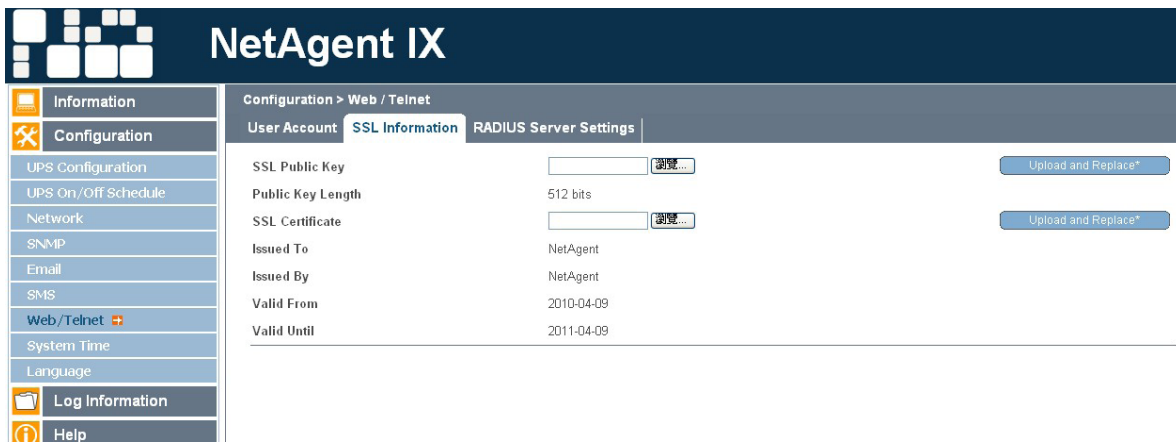 NetAgent IX
Information
Configuration
UPS Configuration
UPS On/Off Schedule
Network
SNMP
Email
SMS
Web/Telnet
System Time
Language
Log Information
Help
Configuration > Web / Telnet
User Account SSL Information RADIUS Server Settings
SSL Public Key 瀏覽... Upload and Replace*
Public Key Length 512 bits
SSL Certificate 瀏覽... Upload and Replace*
Issued To NetAgent
Issued By NetAgent
Valid From 2010-04-09
Valid Until 2011-04-09